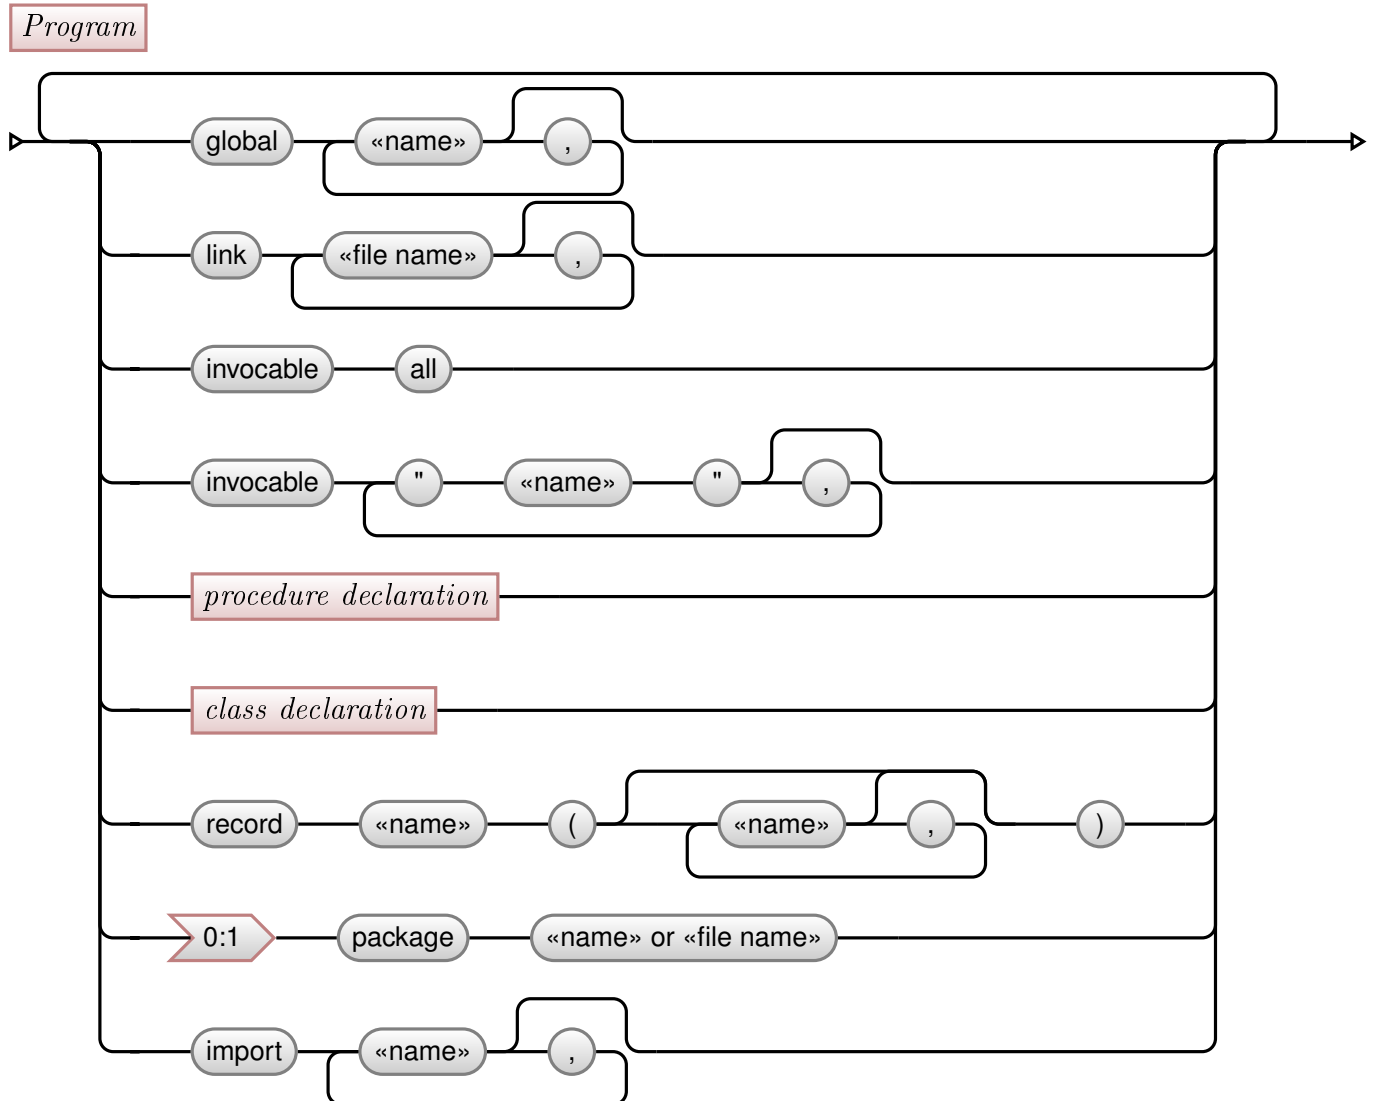 Program
global «name» ,
link «file name» ,
invocable all
invocable " «name» " ,
procedure declaration
class declaration
record «name» ( «name» , )
0:1 package «name» or «file name»
import «name» ,